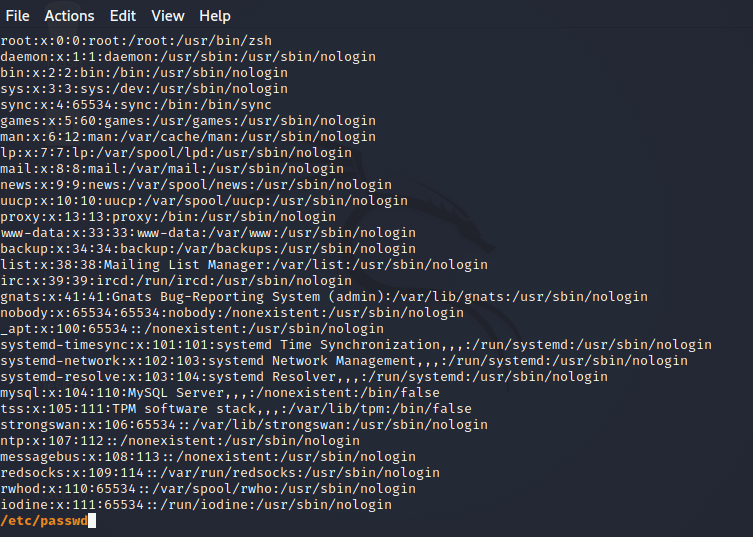 File Actions Edit View Help
root:x:0:0:root:/root:/usr/bin/zsh
daemon:x:1:1:daemon:/usr/sbin:/usr/sbin/nologin
bin:x:2:2:bin:/bin:/usr/sbin/nologin
sys:x:3:3:sys:/dev:/usr/sbin/nologin
sync:x:4:65534:sync:/bin:/bin/sync
games:x:5:60:games:/usr/games:/usr/sbin/nologin
man:x:6:12:man:/var/cache/man:/usr/sbin/nologin
lp:x:7:7:lp:/var/spool/lpd:/usr/sbin/nologin
mail:x:8:8:mail:/var/mail:/usr/sbin/nologin
news:x:9:9:news:/var/spool/news:/usr/sbin/nologin
uucp:x:10:10:uucp:/var/spool/uucp:/usr/sbin/nologin
proxy:x:13:13:proxy:/bin:/usr/sbin/nologin
www-data:x:33:33:www-data:/var/www:/usr/sbin/nologin
backup:x:34:34:backup:/var/backups:/usr/sbin/nologin
list:x:38:38:Mailing List Manager:/var/list:/usr/sbin/nologin
irc:x:39:39:ircd:/run/ircd:/usr/sbin/nologin
gnats:x:41:41:Gnats Bug-Reporting System (admin):/var/lib/gnats:/usr/sbin/nologin
nobody:x:65534:65534:nobody:/nonexistent:/usr/sbin/nologin
_apt:x:100:65534::/nonexistent:/usr/sbin/nologin
systemd-timesync:x:101:101:systemd Time Synchronization,,,:/run/systemd:/usr/sbin/nologin
systemd-network:x:102:103:systemd Network Management,,,:/run/systemd:/usr/sbin/nologin
systemd-resolve:x:103:104:systemd Resolver,,,:/run/systemd:/usr/sbin/nologin
mysql:x:104:110:MySQL Server,,,:/nonexistent:/bin/false
tss:x:105:111:TPM software stack,,,:/var/lib/tpm:/bin/false
strongswan:x:106:65534::/var/lib/strongswan:/usr/sbin/nologin
ntp:x:107:112::/nonexistent:/usr/sbin/nologin
messagebus:x:108:113::/nonexistent:/usr/sbin/nologin
redsocks:x:109:114::/var/run/redsocks:/usr/sbin/nologin
rwhod:x:110:65534::/var/spool/rwho:/usr/sbin/nologin
iodine:x:111:65534::/run/iodine:/usr/sbin/nologin
/etc/passwd